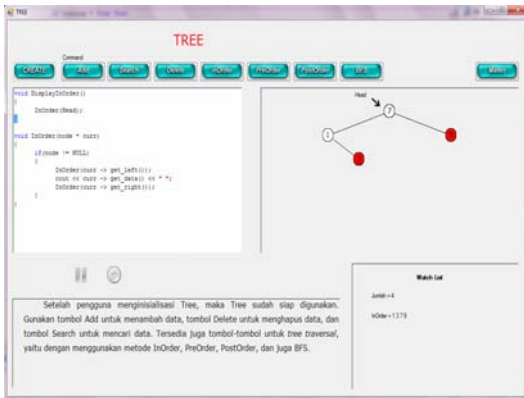 TREE
TREE
Command
CREATE Add Search Delete InOrder PreOrder PostOrder BFS Menu
void DisplayInOrder()
{
InOrder(Head);
}
void InOrder(node * curr)
{
if(node != NULL)
{
InOrder(curr -> get_left());
cout << curr -> get_data() << " ";
InOrder(curr -> get_right());
}
}
Head
7
1
Setelah pengguna menginisialisasi Tree, maka Tree sudah siap digunakan.
Gunakan tombol Add untuk menambah data, tombol Delete untuk menghapus data, dan
tombol Search untuk mencari data. Tersedia juga tombol-tombol untuk tree traversal,
yaitu dengan menggunakan metode InOrder, PreOrder, PostOrder, dan juga BFS.
Watch List
Jumlah = 4
InOrder = 1 3 7 9